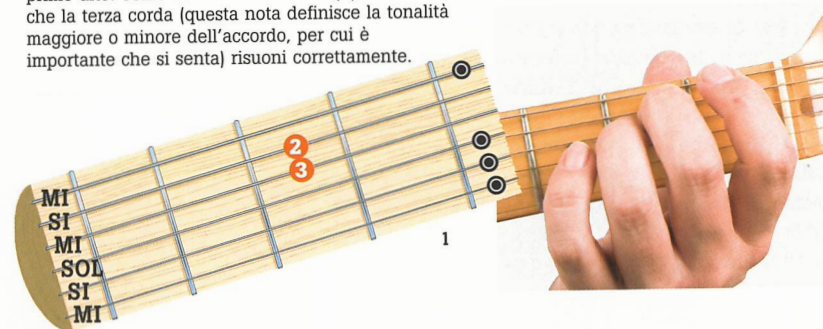 che la terza corda (questa nota definisce la tonalità
maggiore o minore dell'accordo, per cui è
importante che si senta) risuoni correttamente.
2
3
MI
SI
MI
SOL
SI
MI
1